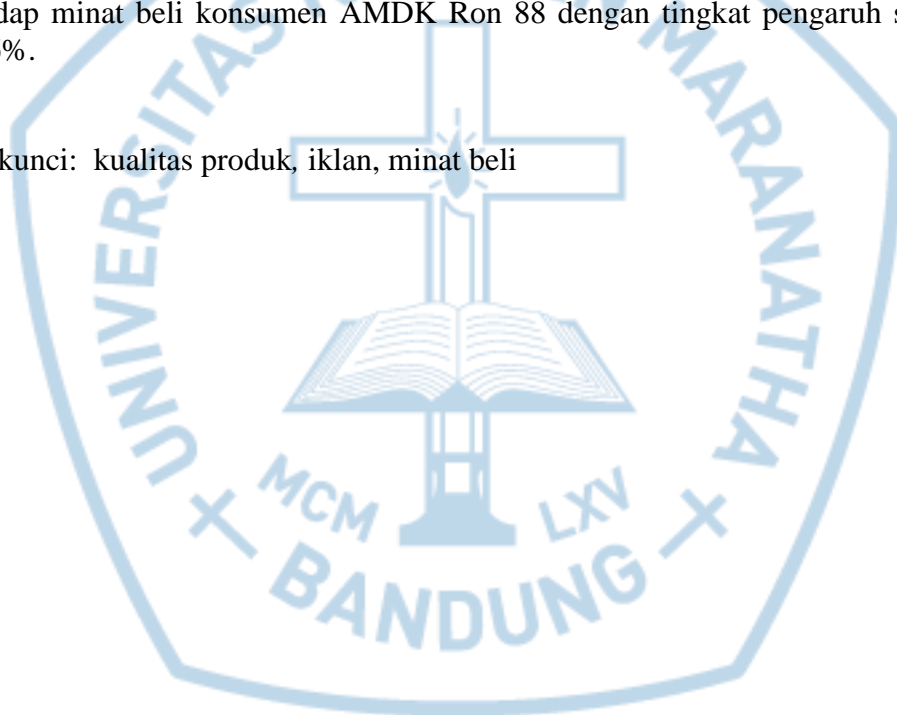 dap minat beli konsumen AMDK Ron 88 dengan tingkat pengaruh s
%.
kunci: kualitas produk, iklan, minat beli
UNIVERSITAS MARANATHA
MCM LXV
BANDUNG